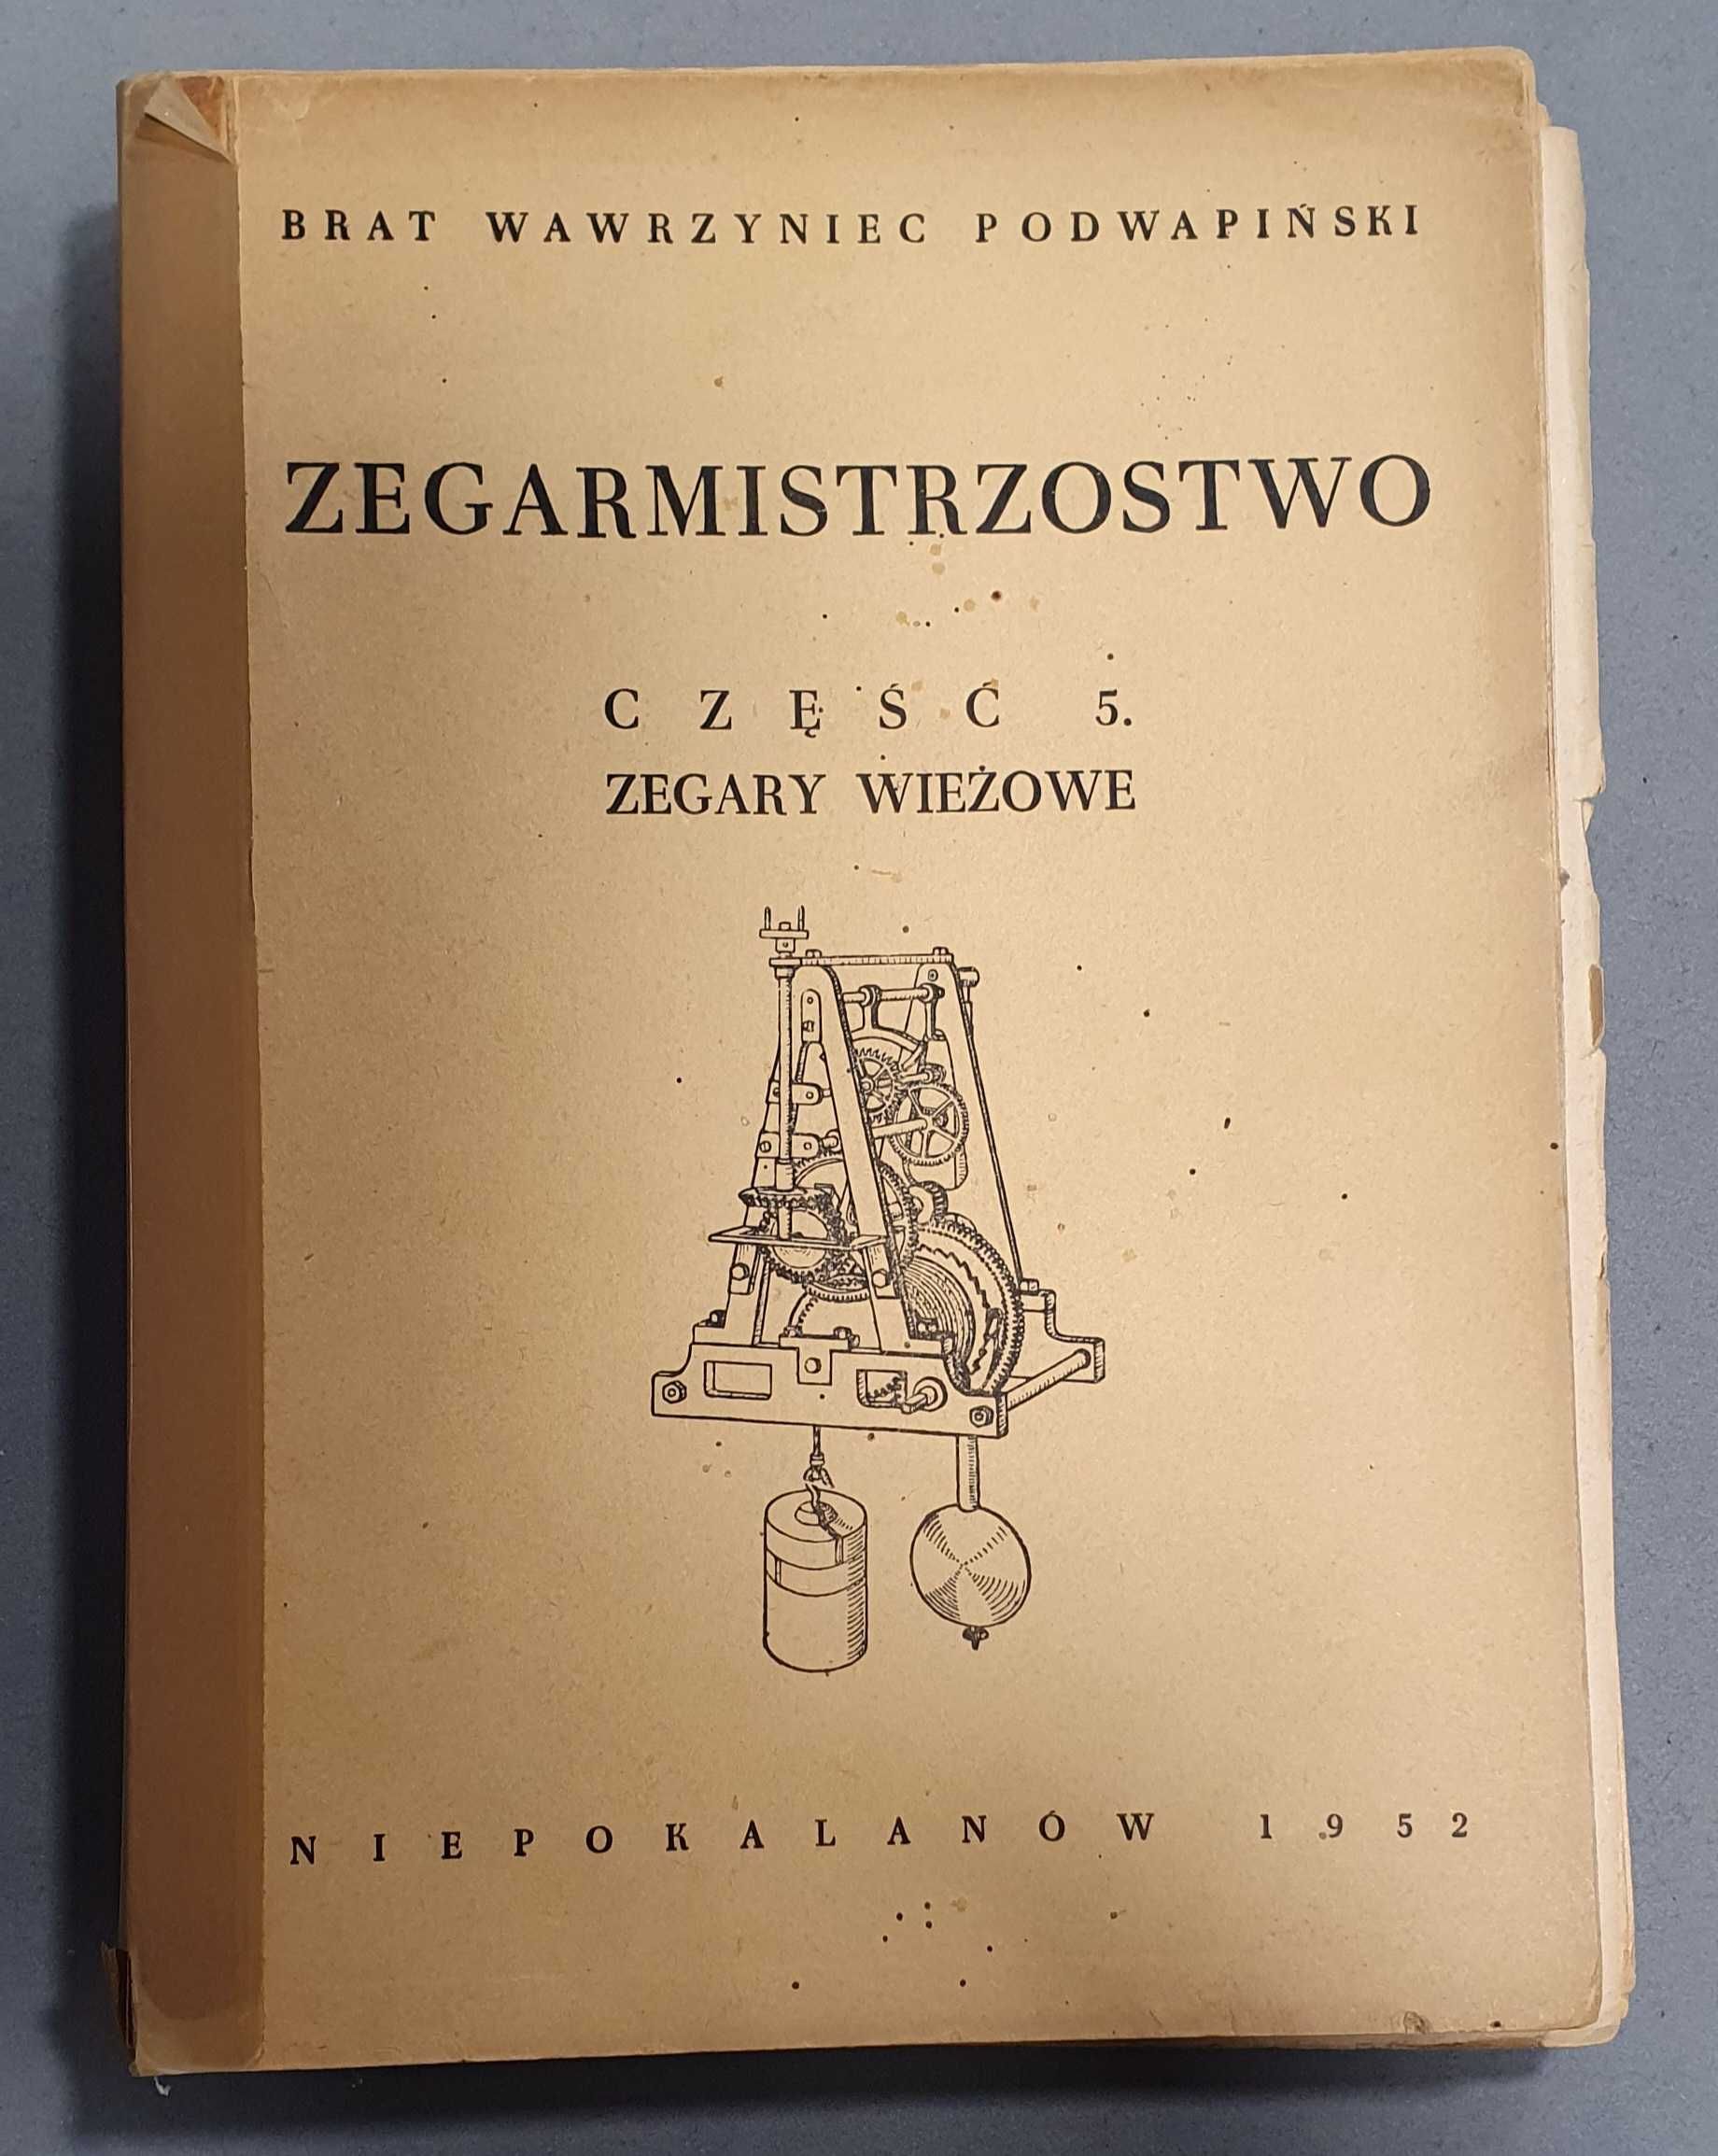 BRAT WAWRZYNIEC PODWAPIŃSKI
ZEGARMISTRZOSTWO
CZĘŚĆ 5.
ZEGARY WIEŻOWE
NIEPOKALANÓW 1952